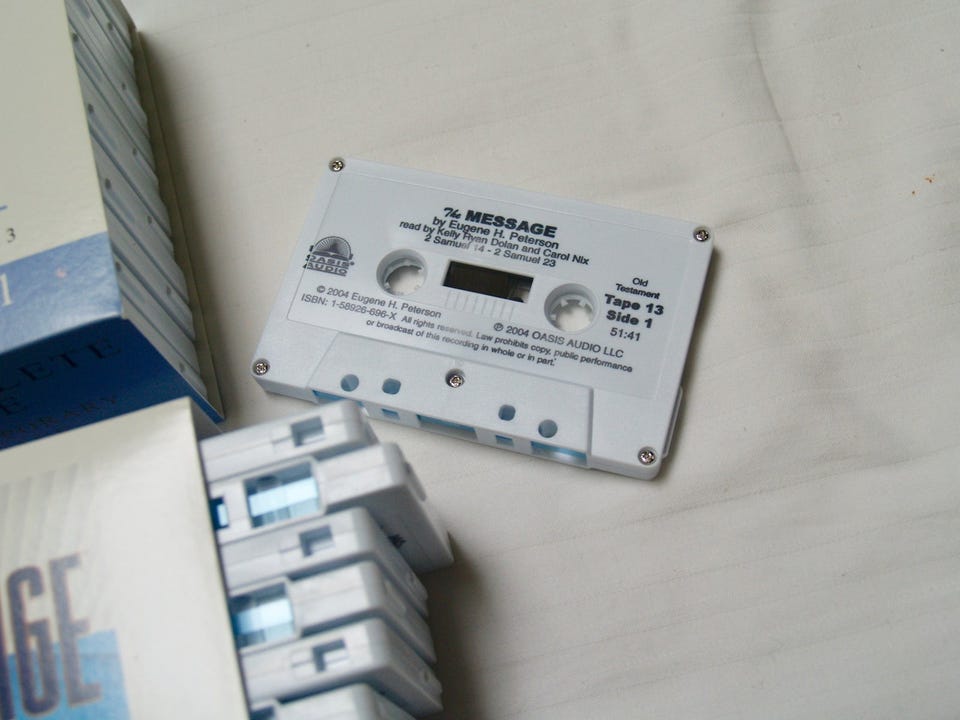 The MESSAGE
by Eugene H. Peterson
read by Kelly Ryan Dolan and Carol Nix
2 Samuel 14 - 2 Samuel 23
OASIS
AUDIO
Old
Testament
Tape 13
Side 1
51:41
© 2004 Eugene H. Peterson
℗ 2004 OASIS AUDIO LLC
ISBN: 1-58926-696-X All rights reserved. Law prohibits copy, public performance
or broadcast of this recording in whole or in part.
3
1
LETE
E
GE